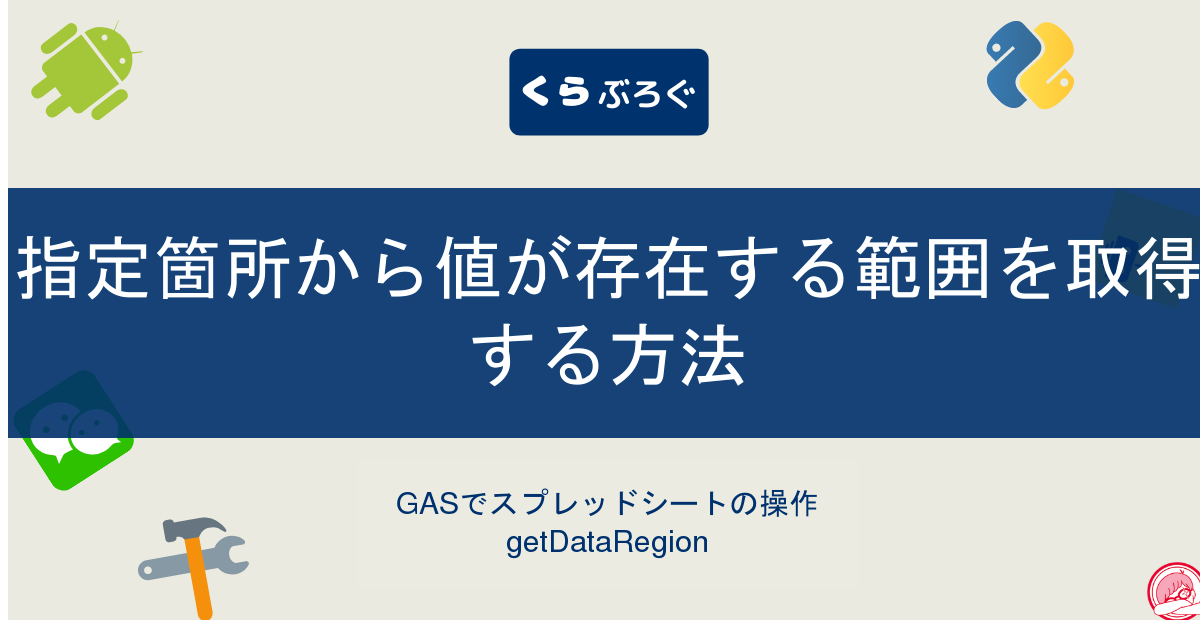 くらぶろぐ
指定箇所から値が存在する範囲を取得
する方法
GASでスプレッドシートの操作
getDataRegion